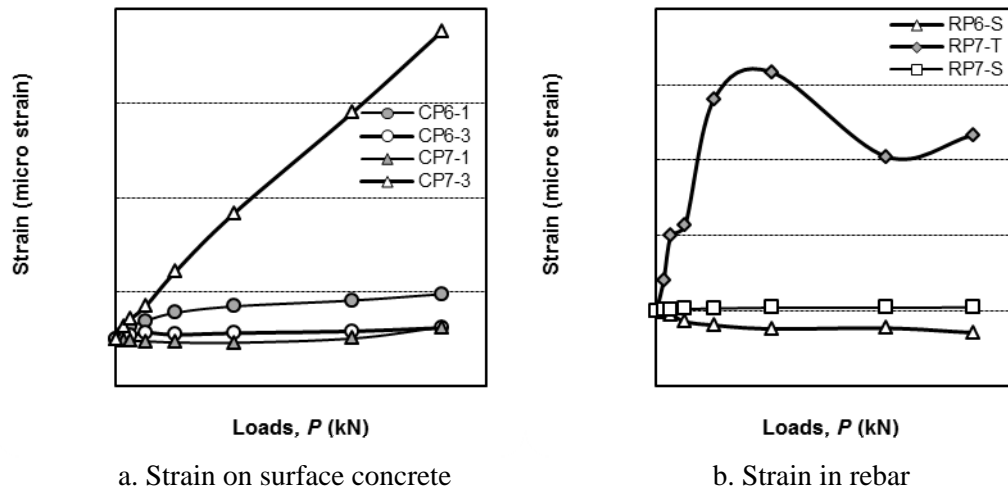 Strain (micro strain)
CP6-1
CP6-3
CP7-1
CP7-3
Loads, P (kN)
a. Strain on surface concrete
Strain (micro strain)
RP6-S
RP7-T
RP7-S
Loads, P (kN)
b. Strain in rebar